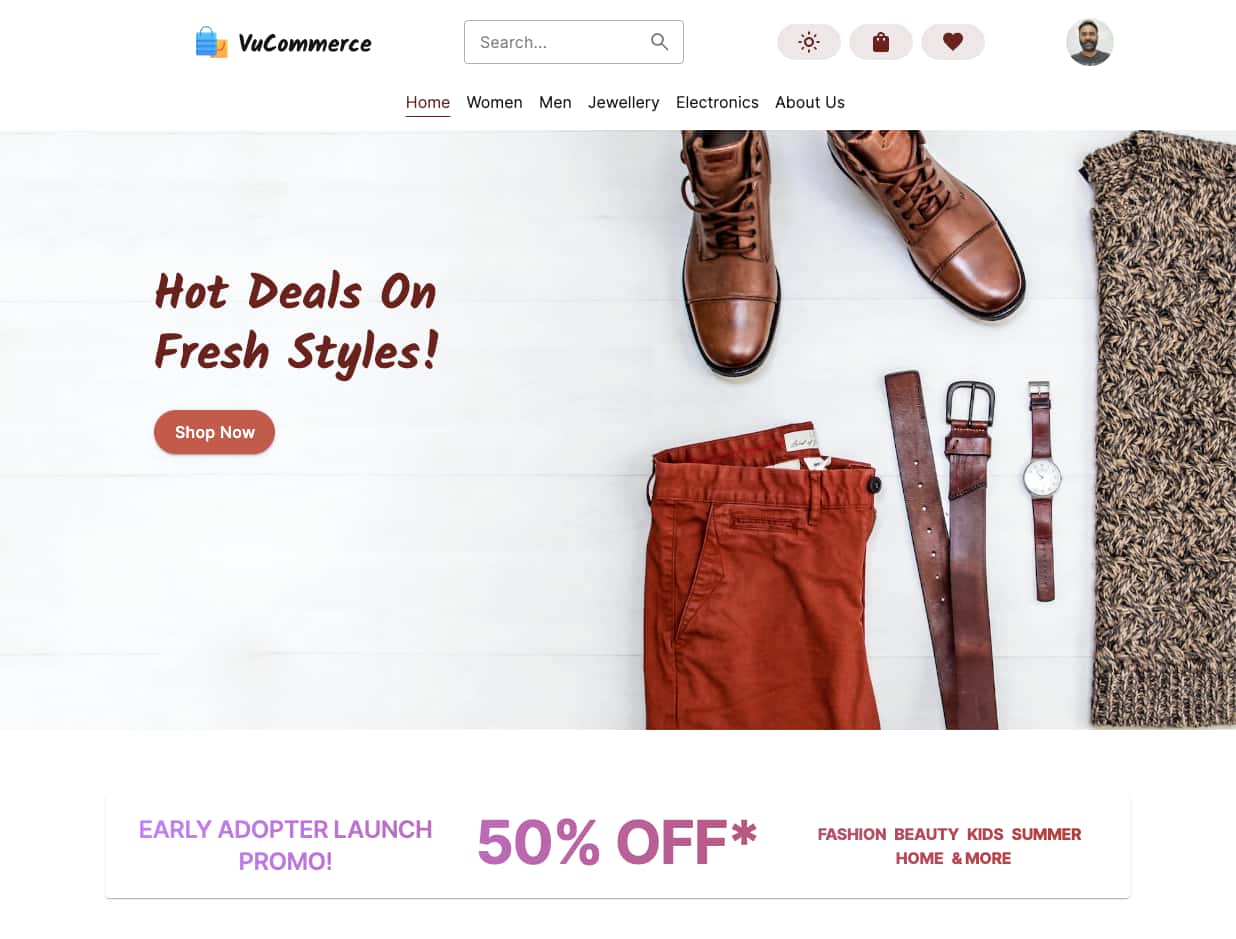 VuCommerce
Search...
Home Women Men Jewellery Electronics About Us
Hot Deals On
Fresh Styles!
Shop Now
EARLY ADOPTER LAUNCH
PROMO!
50% OFF*
FASHION BEAUTY KIDS SUMMER
HOME & MORE